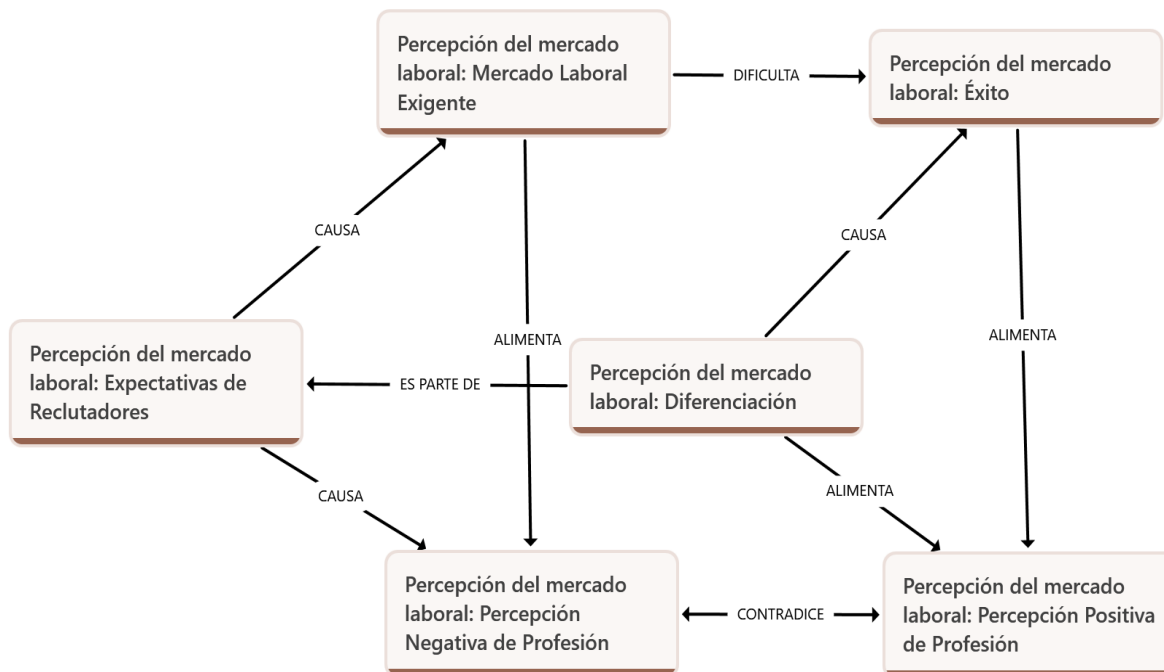 Percepción del mercado
laboral: Mercado Laboral
Exigente
DIFICULTA
Percepción del mercado
laboral: Éxito
CAUSA
CAUSA
ALIMENTA
ALIMENTA
Percepción del mercado
laboral: Expectativas de
Reclutadores
ES PARTE DE
Percepción del mercado
laboral: Diferenciación
CAUSA
ALIMENTA
Percepción del mercado
laboral: Percepción
Negativa de Profesión
CONTRADICE
Percepción del mercado
laboral: Percepción Positiva
de Profesión